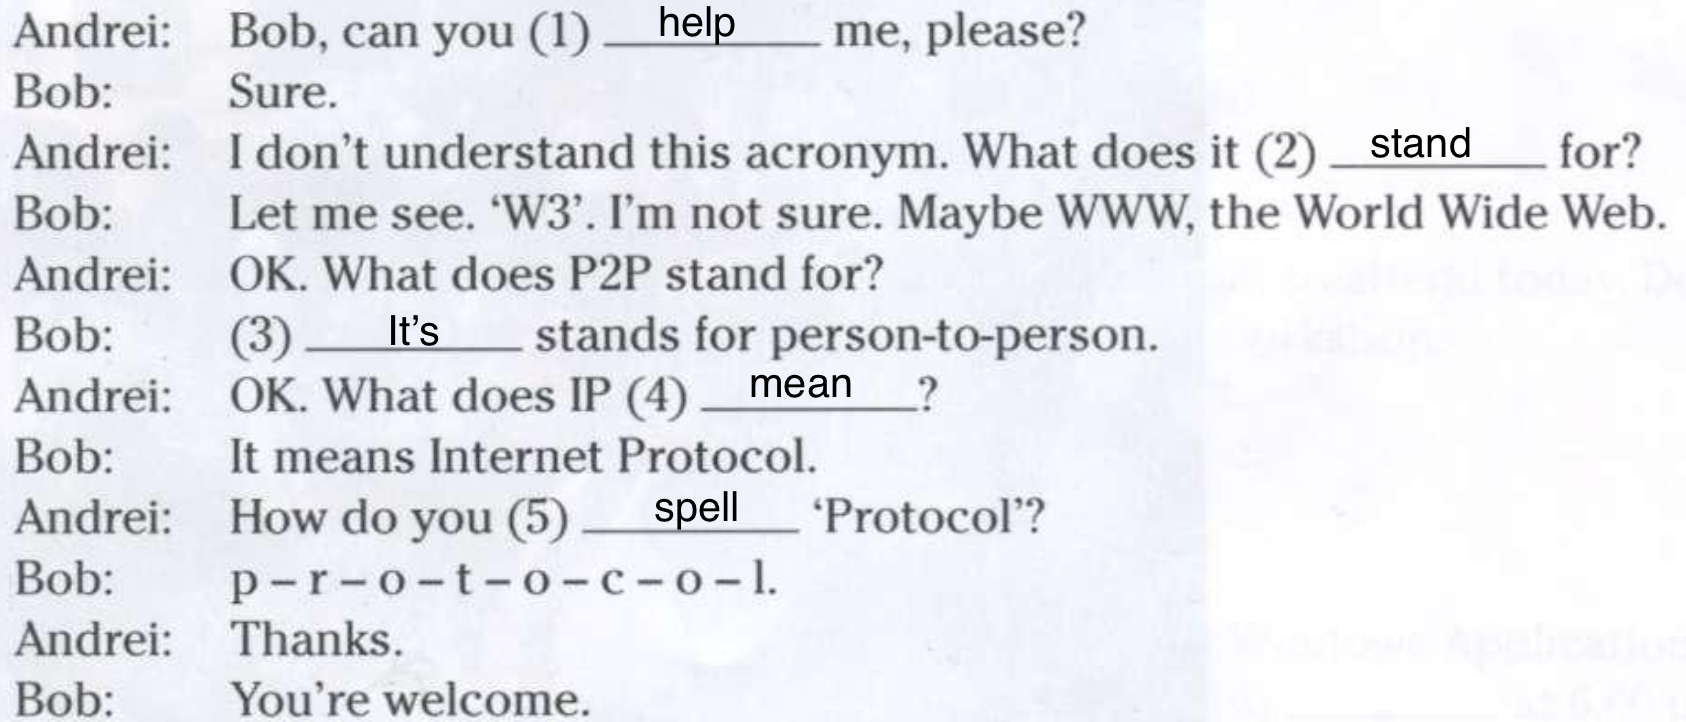 Andrei: Bob, can you (1) help me, please?
Bob: Sure.
Andrei: I don't understand this acronym. What does it (2) stand for?
Bob: Let me see. 'W3'. I'm not sure. Maybe WWW, the World Wide Web.
Andrei: OK. What does P2P stand for?
Bob: (3) It's stands for person-to-person.
Andrei: OK. What does IP (4) mean?
Bob: It means Internet Protocol.
Andrei: How do you (5) spell 'Protocol'?
Bob: p – r – o – t – o – c – o – l.
Andrei: Thanks.
Bob: You're welcome.